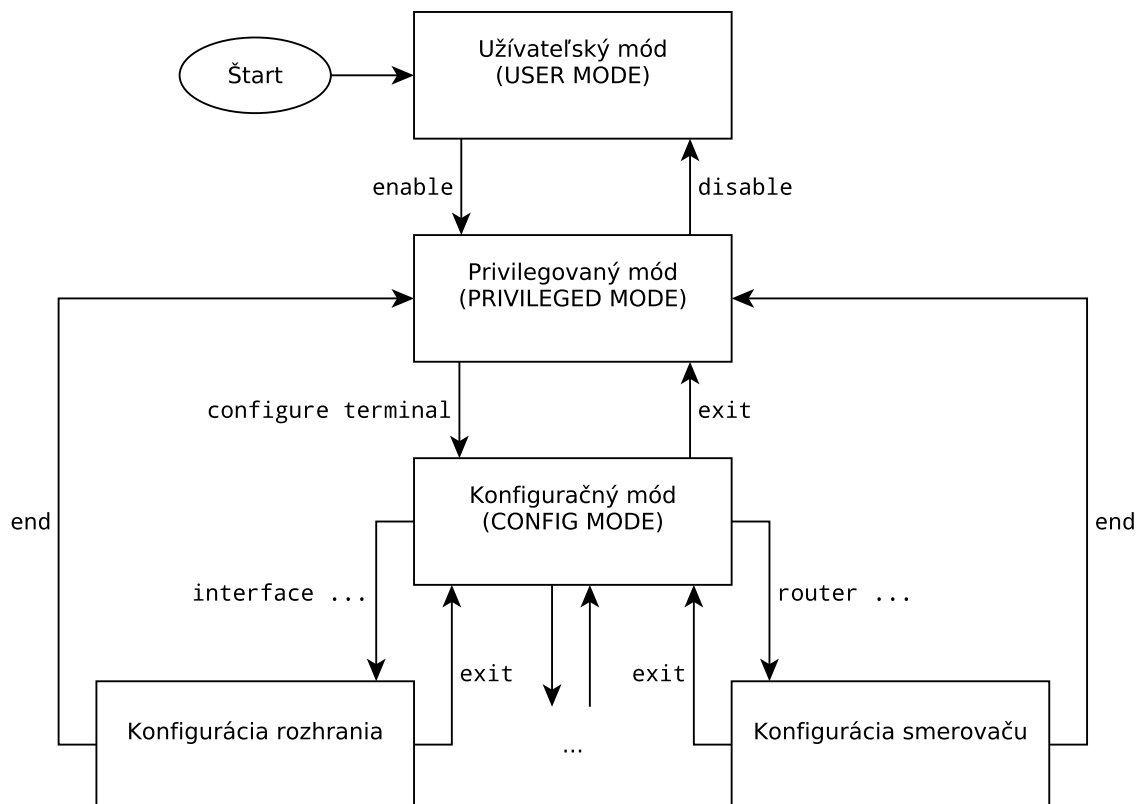 Štart
Užívateľský mód
(USER MODE)
enable
disable
Privilegovaný mód
(PRIVILEGED MODE)
configure terminal
exit
Konfiguračný mód
(CONFIG MODE)
end
end
interface ...
router ...
exit
exit
Konfigurácia rozhrania
...
Konfigurácia smerovaču